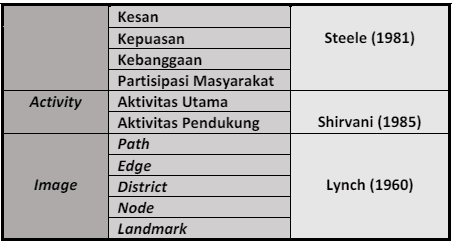 Kesan
Kepuasan
Kebanggaan
Partisipasi Masyarakat
Steele (1981)
Activity
Aktivitas Utama
Aktivitas Pendukung
Shirvani (1985)
Image
Path
Edge
District
Node
Landmark
Lynch (1960)